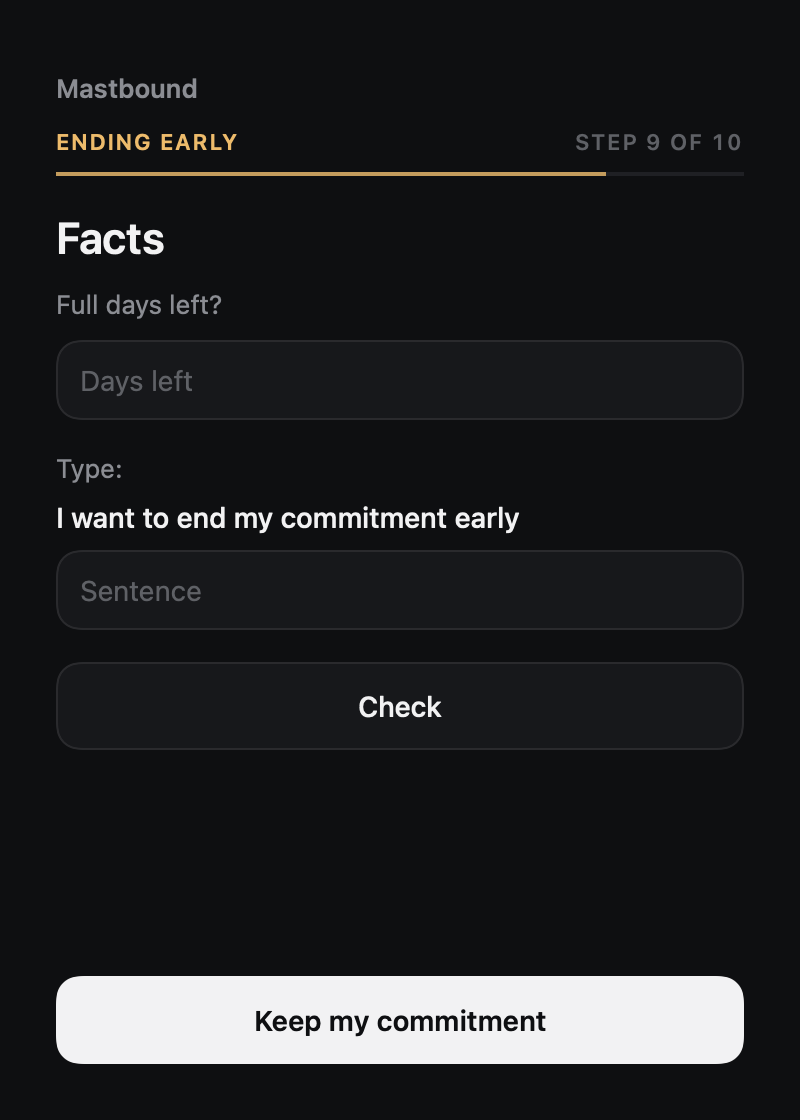 Mastbound
ENDING EARLY
STEP 9 OF 10
Facts
Full days left?
Days left
Type:
I want to end my commitment early
Sentence
Check
Keep my commitment